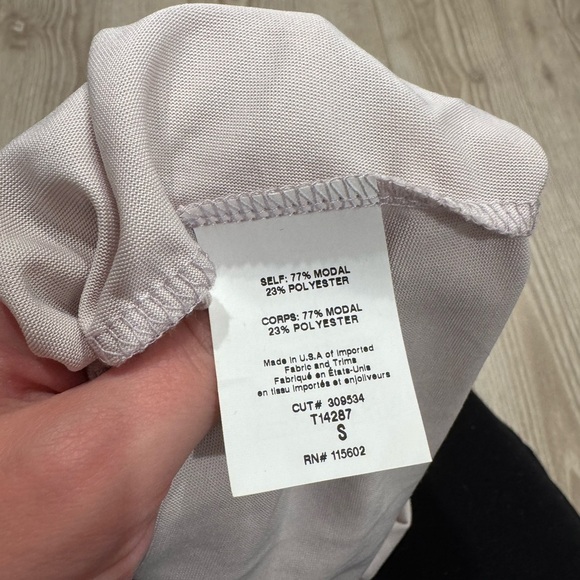 SELF: 77% MODAL
23% POLYESTER
CORPS: 77% MODAL
23% POLYESTER
Made in U.S.A of Imported
Fabric and Trims
Fabriqué en États-Unis
en tissu importés et enjoliveurs
CUT# 309534
T14287
S
RN# 115602